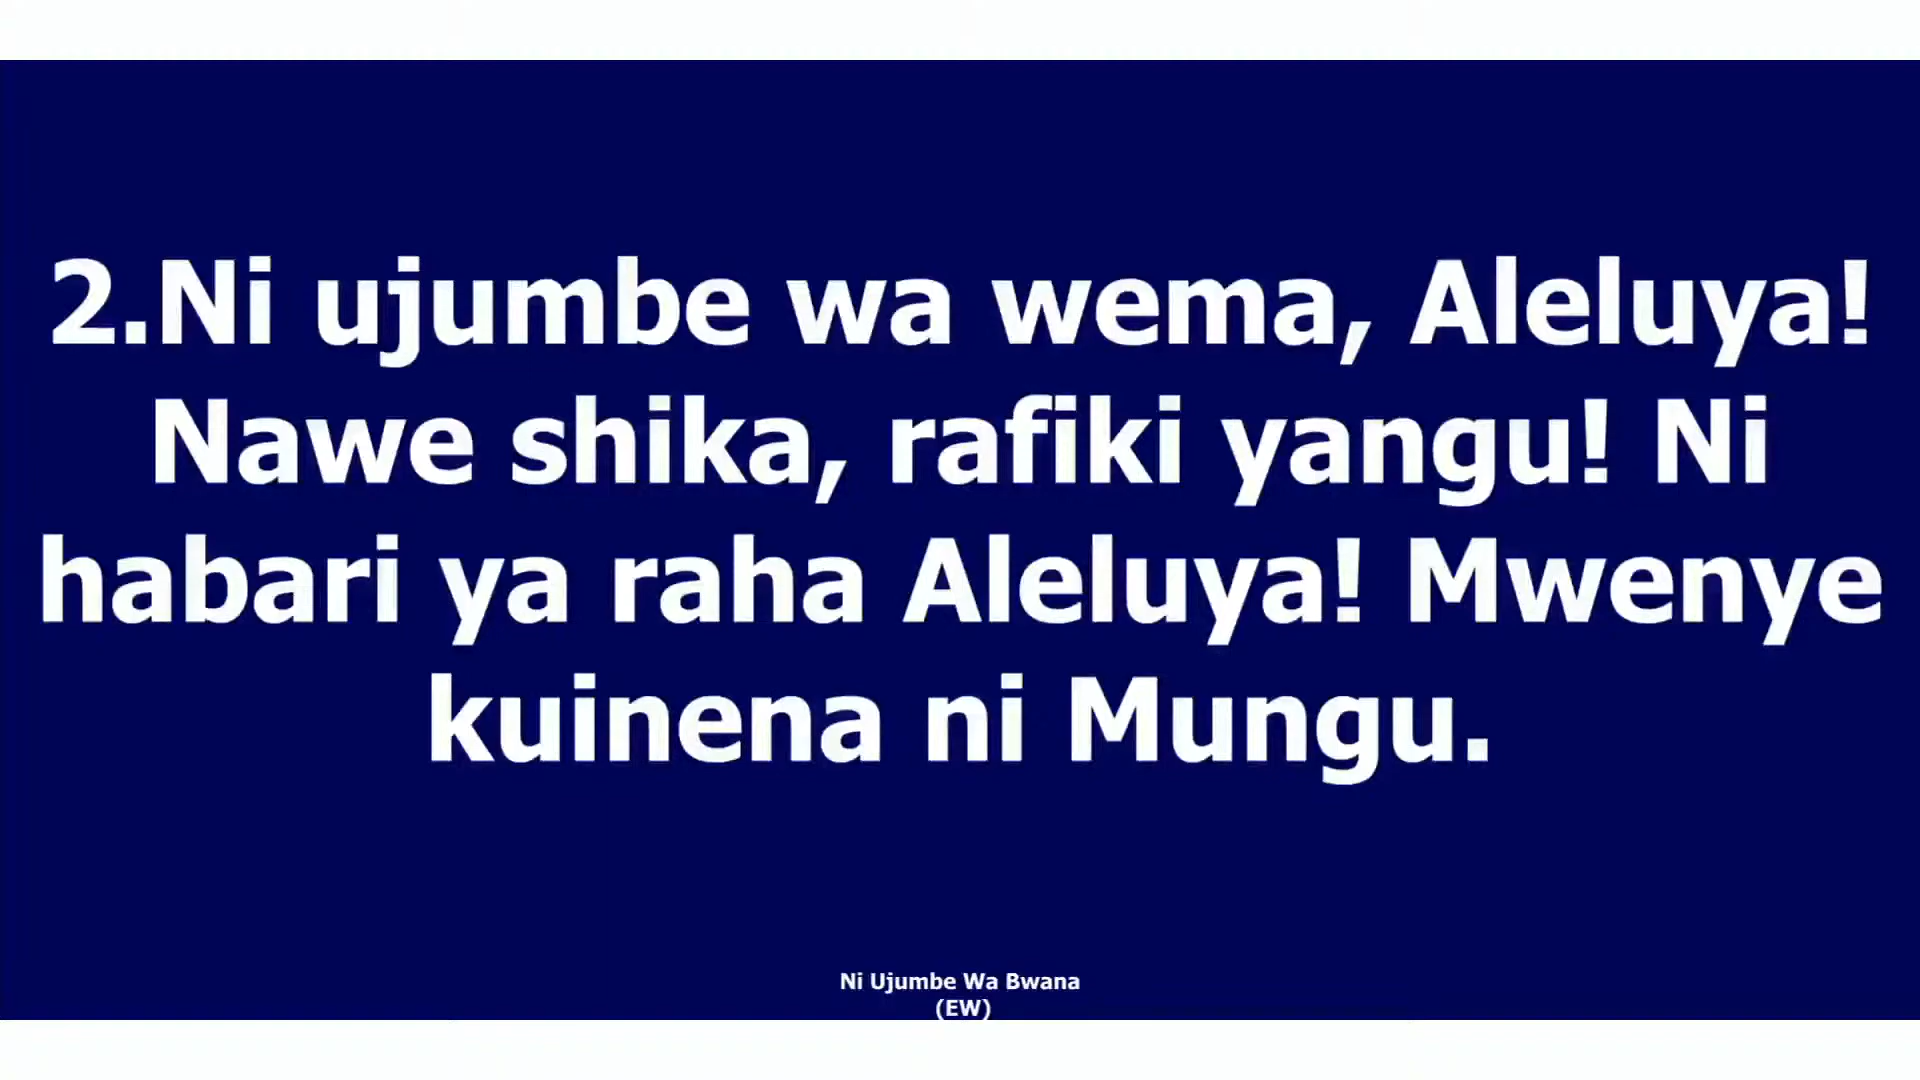 2.Ni ujumbe wa wema, Aleluya!
Nawe shika, rafiki yangu! Ni
habari ya raha Aleluya! Mwenye
kuinena ni Mungu.
Ni Ujumbe Wa Bwana
(EW)